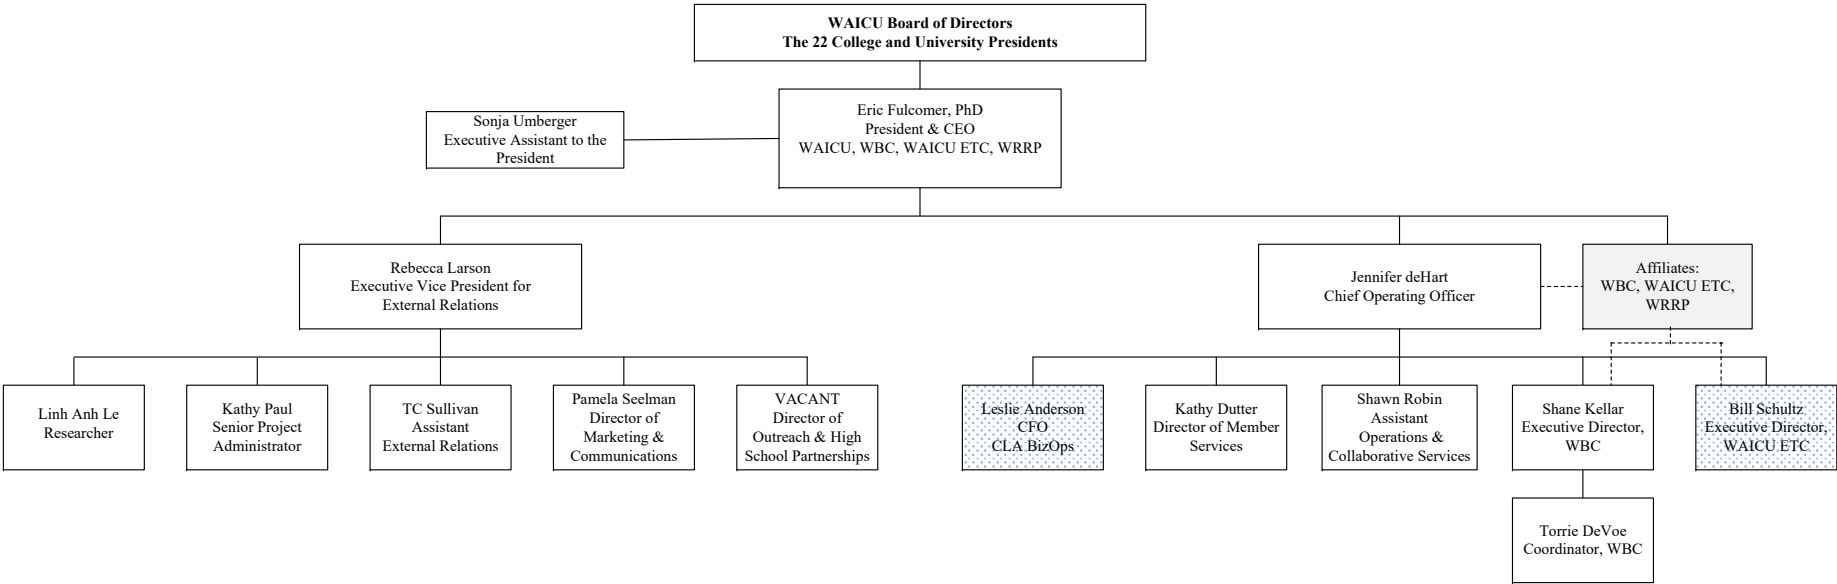 WAICU Board of Directors
The 22 College and University Presidents
Eric Fulcomer, PhD
President & CEO
WAICU, WBC, WAICU ETC, WRRP
Sonja Umberger
Executive Assistant to the
President
Rebecca Larson
Executive Vice President for
External Relations
Jennifer deHart
Chief Operating Officer
Affiliates:
WBC, WAICU ETC,
WRRP
Linh Anh Le
Researcher
Kathy Paul
Senior Project
Administrator
TC Sullivan
Assistant
External Relations
Pamela Seelman
Director of
Marketing &
Communications
VACANT
Director of
Outreach & High
School Partnerships
Leslie Anderson
CFO
CLA BizOps
Kathy Dutter
Director of Member
Services
Shawn Robin
Assistant
Operations &
Collaborative Services
Shane Kellar
Executive Director,
WBC
Bill Schultz
Executive Director,
WAICU ETC
Torrie DeVoe
Coordinator, WBC